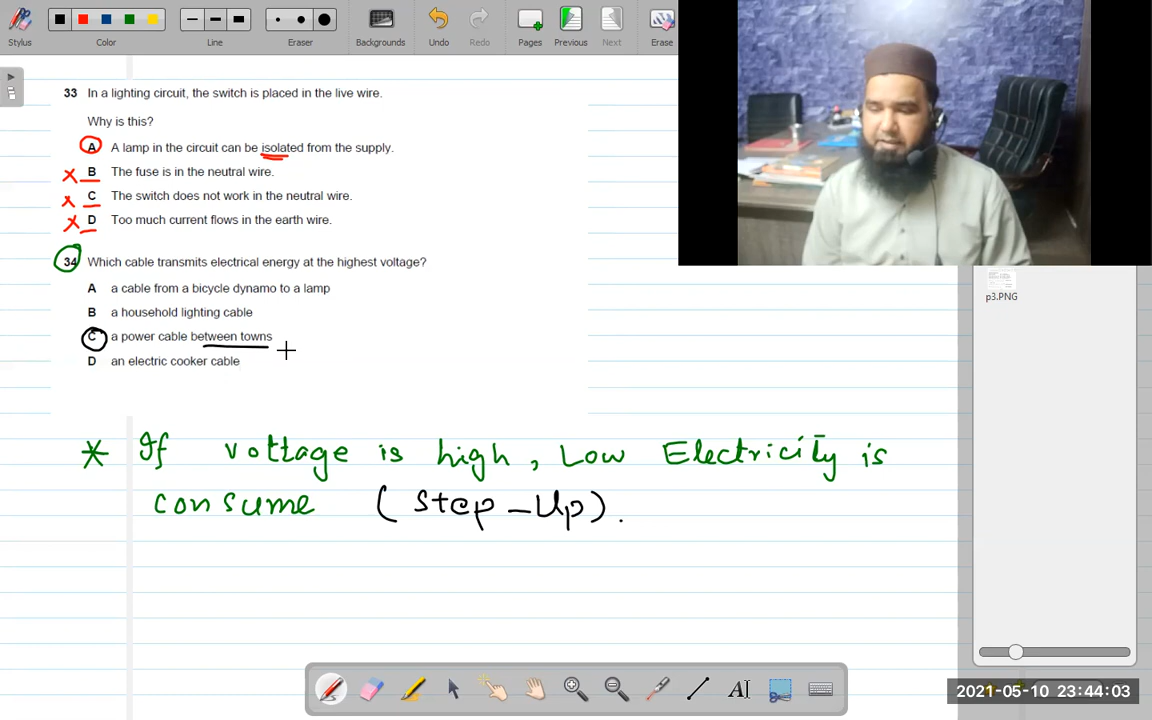 Stylus
Color
Line
Eraser
Backgrounds
Undo
Redo
Pages
Previous
Next
Erase
33 In a lighting circuit, the switch is placed in the live wire.
Why is this?
A A lamp in the circuit can be isolated from the supply.
B The fuse is in the neutral wire.
C The switch does not work in the neutral wire.
D Too much current flows in the earth wire.
34 Which cable transmits electrical energy at the highest voltage?
A a cable from a bicycle dynamo to a lamp
B a household lighting cable
C a power cable between towns
D an electric cooker cable
* If voltage is high, Low Electricity is
consume (Step-Up).
p3.PNG
2021-05-10 23:44:03